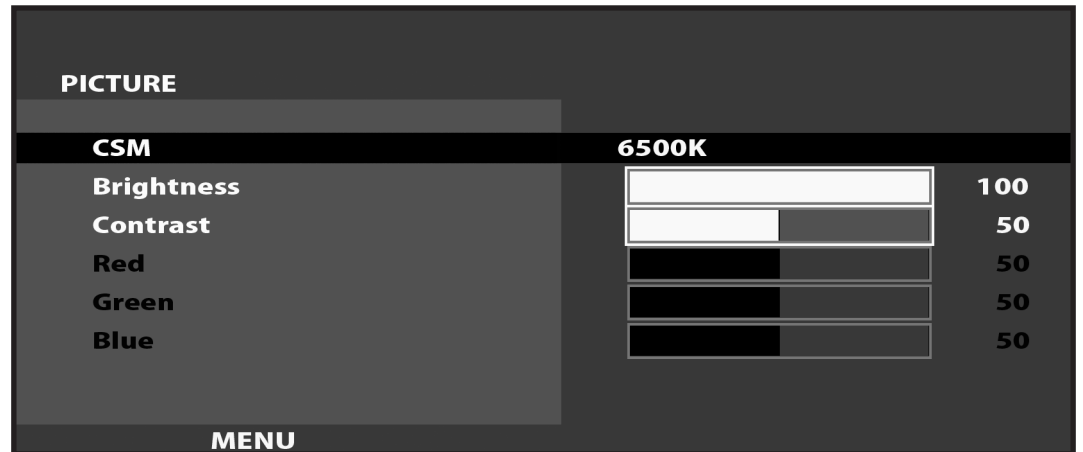 PICTURE
CSM 6500K
Brightness 100
Contrast 50
Red 50
Green 50
Blue 50
MENU